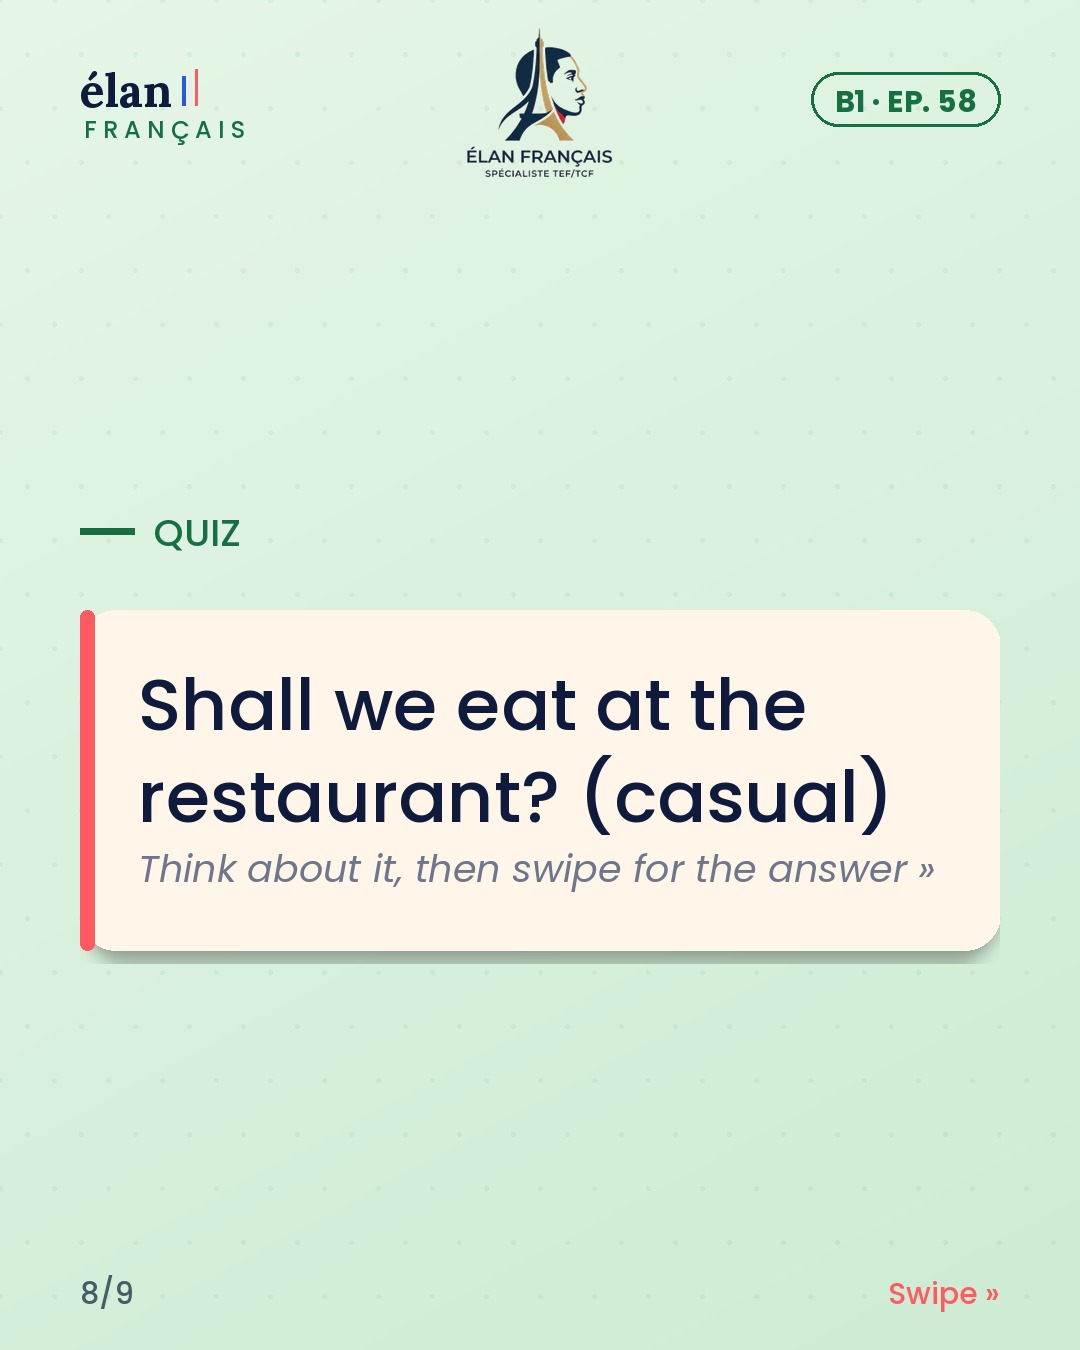 élan
FRANÇAIS
ÉLAN FRANÇAIS
SPÉCIALISTE TEF/TCF
B1 · EP. 58
QUIZ
Shall we eat at the
restaurant? (casual)
Think about it, then swipe for the answer »
8/9
Swipe »